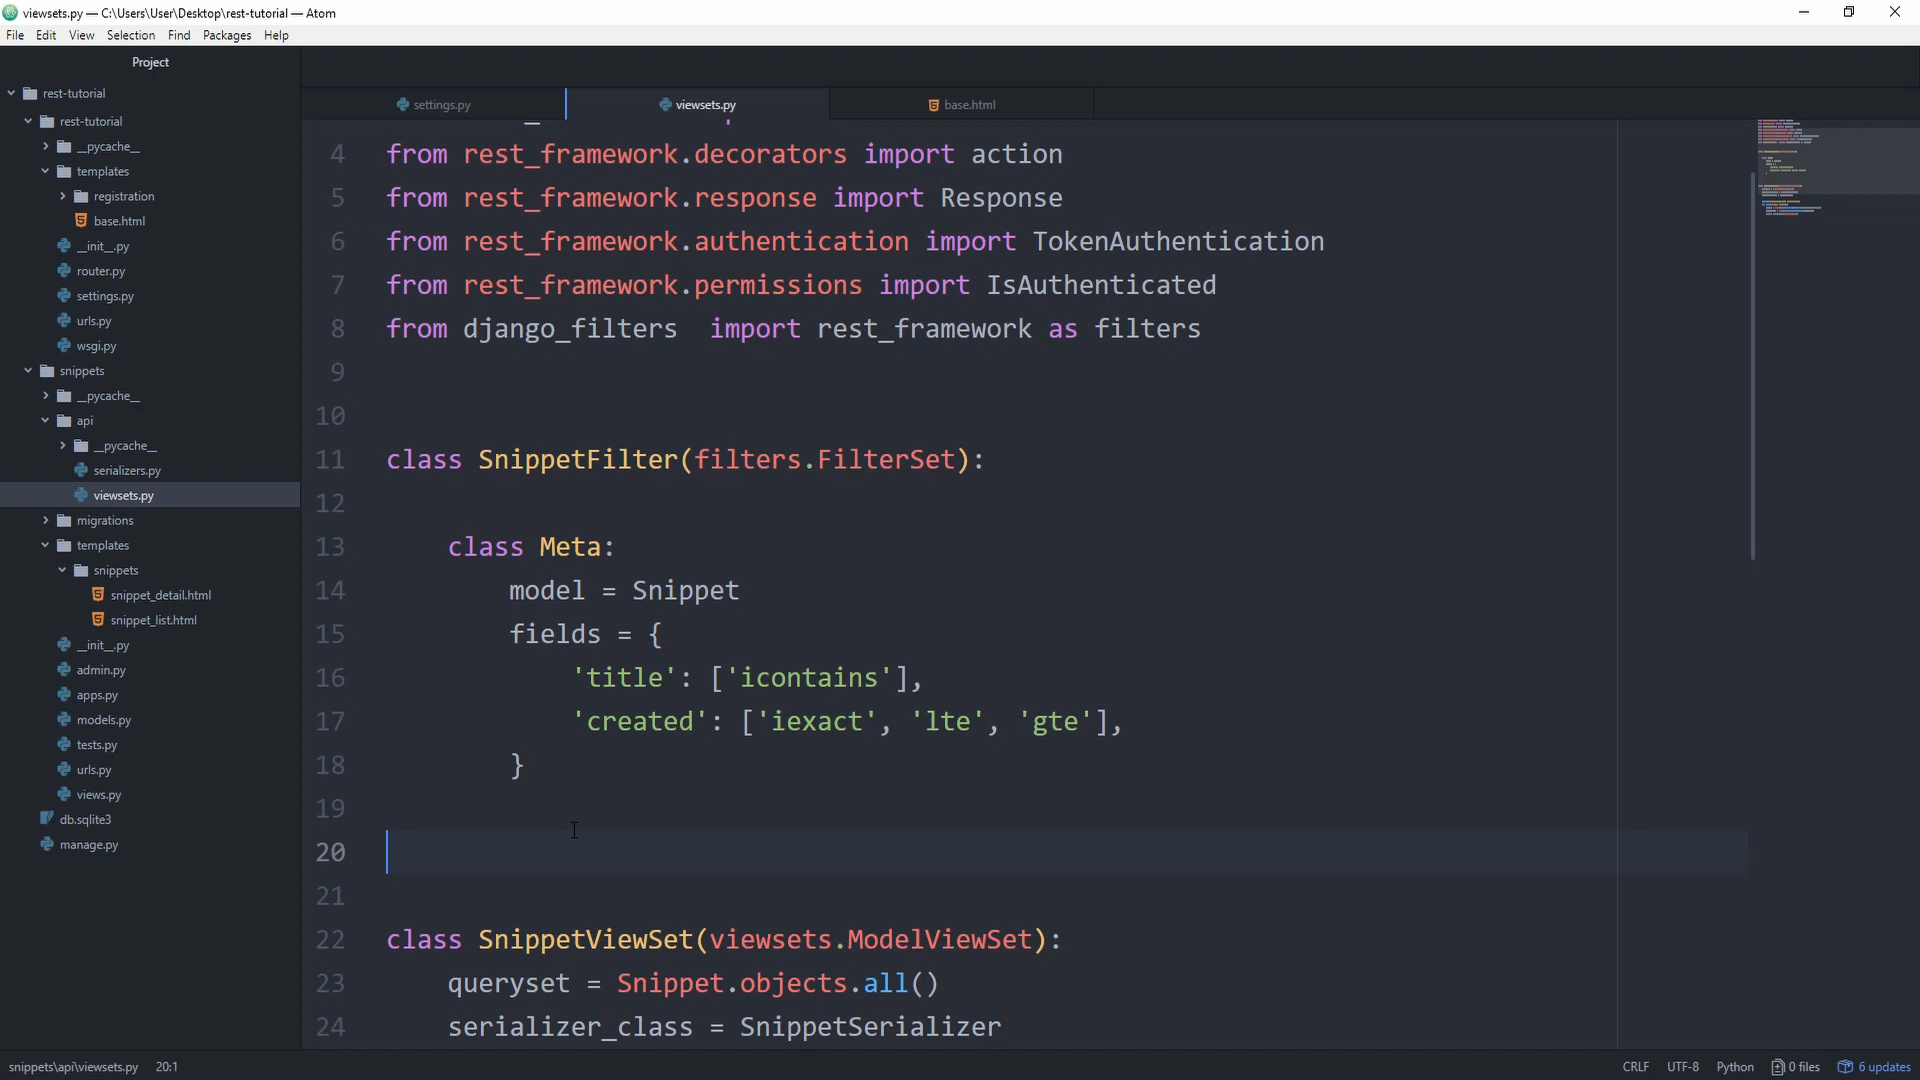 viewsets.py — C:\Users\User\Desktop\rest-tutorial — Atom
File Edit View Selection Find Packages Help
Project
rest-tutorial
rest-tutorial
__pycache__
templates
registration
base.html
__init__.py
router.py
settings.py
urls.py
wsgi.py
snippets
__pycache__
api
__pycache__
serializers.py
viewsets.py
migrations
templates
snippets
snippet_detail.html
snippet_list.html
__init__.py
admin.py
apps.py
models.py
tests.py
urls.py
views.py
db.sqlite3
manage.py
settings.py viewsets.py base.html
4 from rest_framework.decorators import action
5 from rest_framework.response import Response
6 from rest_framework.authentication import TokenAuthentication
7 from rest_framework.permissions import IsAuthenticated
8 from django_filters  import rest_framework as filters
9
10
11 class SnippetFilter(filters.FilterSet):
12
13     class Meta:
14         model = Snippet
15         fields = {
16             'title': ['icontains'],
17             'created': ['iexact', 'lte', 'gte'],
18         }
19
20
21
22 class SnippetViewSet(viewsets.ModelViewSet):
23     queryset = Snippet.objects.all()
24     serializer_class = SnippetSerializer
snippets\api\viewsets.py 20:1 CRLF UTF-8 Python 0 files 6 updates